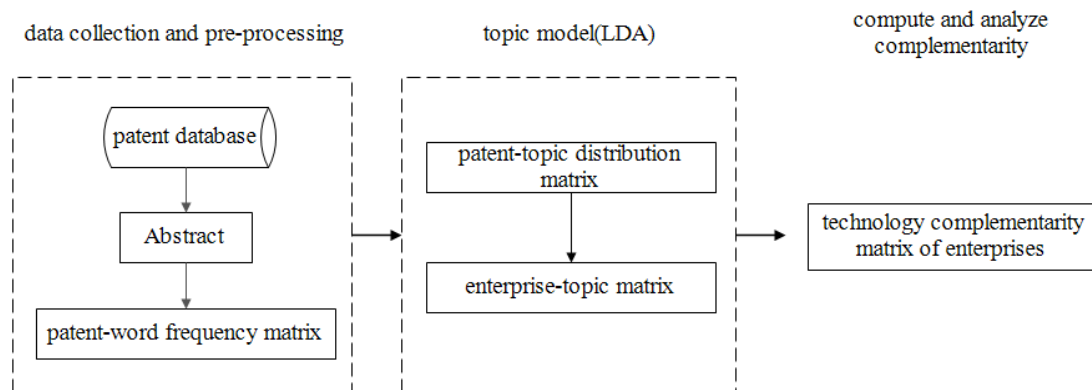 data collection and pre-processing
patent database
Abstract
patent-word frequency matrix
topic model(LDA)
patent-topic distribution
matrix
enterprise-topic matrix
compute and analyze
complementarity
technology complementarity
matrix of enterprises